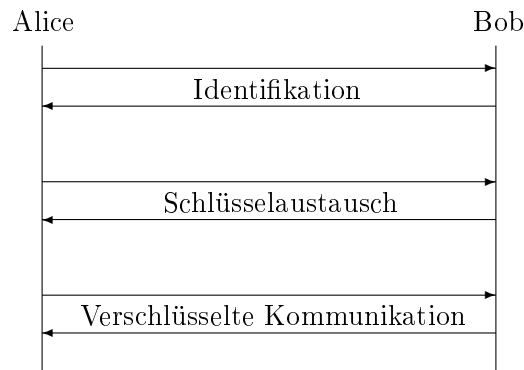 Alice Bob
Identifikation
Schlüsselaustausch
Verschlüsselte Kommunikation